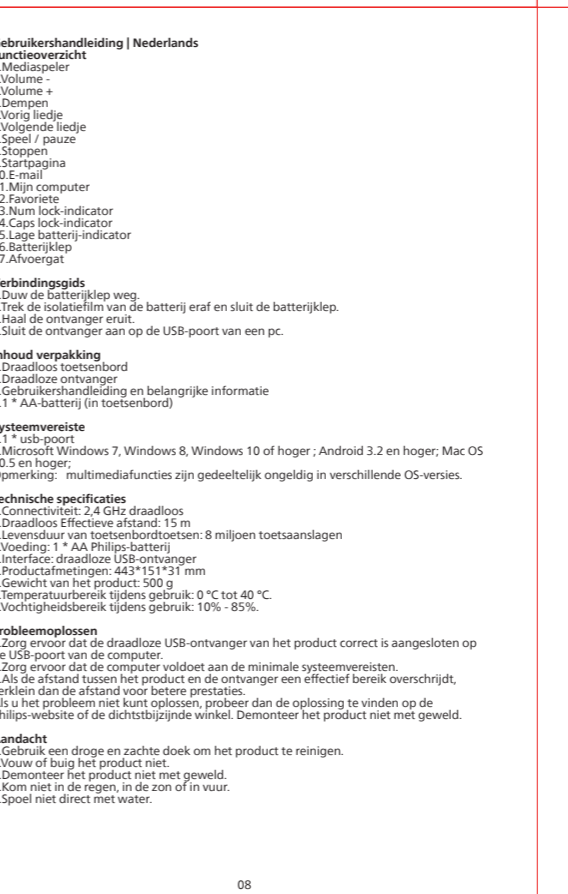 ebruikershandleiding | Nederlands
unctieoverzicht
.Mediaspeler
.Volume -
.Volume +
.Dempen
.Vorig liedje
.Volgende liedje
.Speel / pauze
.Stoppen
.Startpagina
0.E-mail
1.Mijn computer
2.Favoriete
3.Num lock-indicator
4.Caps lock-indicator
5.Lage batterij-indicator
6.Batterijklep
7.Afvoergat
erbindingsgids
.Duw de batterijklep weg.
.Trek de isolatiefilm van de batterij eraf en sluit de batterijklep.
.Haal de ontvanger eruit.
.Sluit de ontvanger aan op de USB-poort van een pc.
nhoud verpakking
.Draadloos toetsenbord
.Draadloze ontvanger
.Gebruikershandleiding en belangrijke informatie
.1 * AA-batterij (in toetsenbord)
ysteemvereiste
.1 * usb-poort
.Microsoft Windows 7, Windows 8, Windows 10 of hoger ; Android 3.2 en hoger; Mac OS
0.5 en hoger;
pmerking: multimediafuncties zijn gedeeltelijk ongeldig in verschillende OS-versies.
echnische specificaties
.Connectiviteit: 2,4 GHz draadloos
.Draadloos Effectieve afstand: 15 m
.Levensduur van toetsenbordtoetsen: 8 miljoen toetsaanslagen
.Voeding: 1 * AA Philips-batterij
.Interface: draadloze USB-ontvanger
.Productafmetingen: 443*151*31 mm
.Gewicht van het product: 500 g
.Temperatuurbereik tijdens gebruik: 0 °C tot 40 °C.
.Vochtigheidsbereik tijdens gebruik: 10% - 85%.
robleemoplossen
.Zorg ervoor dat de draadloze USB-ontvanger van het product correct is aangesloten op
e USB-poort van de computer.
.Zorg ervoor dat de computer voldoet aan de minimale systeemvereisten.
.Als de afstand tussen het product en de ontvanger een effectief bereik overschrijdt,
erklein dan de afstand voor betere prestaties.
ls u het probleem niet kunt oplossen, probeer dan de oplossing te vinden op de
hilips-website of de dichtstbijzijnde winkel. Demonteer het product niet met geweld.
andacht
.Gebruik een droge en zachte doek om het product te reinigen.
.Vouw of buig het product niet.
.Demonteer het product niet met geweld.
.Kom niet in de regen, in de zon of in vuur.
.Spoel niet direct met water.
08